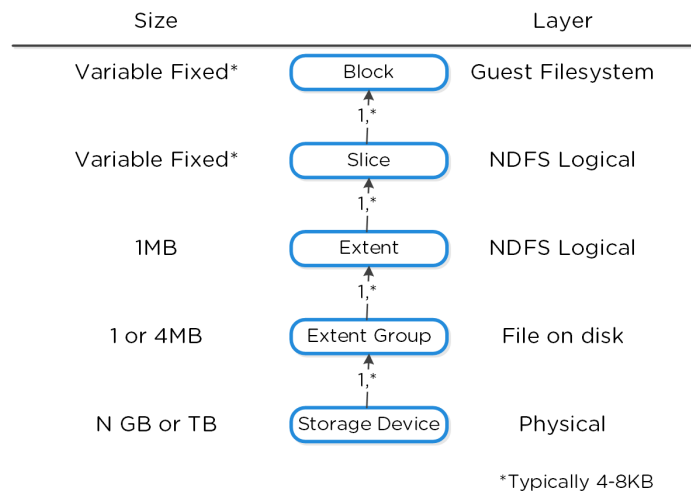 Size Layer
Variable Fixed* Block Guest Filesystem
1,*
Variable Fixed* Slice NDFS Logical
1,*
1MB Extent NDFS Logical
1,*
1 or 4MB Extent Group File on disk
1,*
N GB or TB Storage Device Physical
*Typically 4-8KB